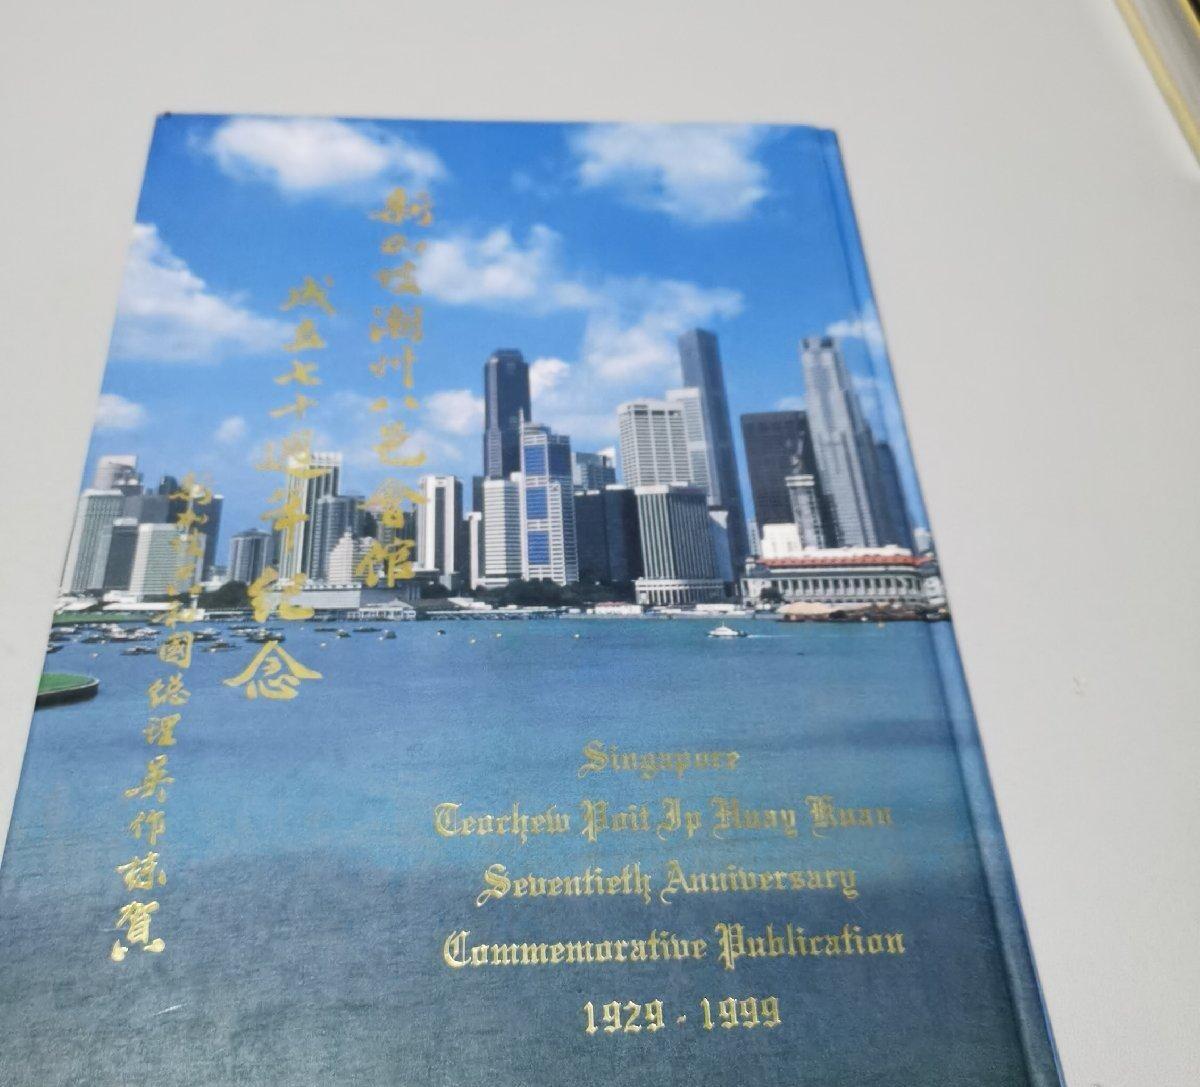 新加坡潮州八邑會館
成立七十週年紀念
新加坡共和國總理吳作棟賀
Singapore
Teochew Poit Ip Huay Kuan
Seventieth Anniversary
Commemorative Publication
1929 - 1999